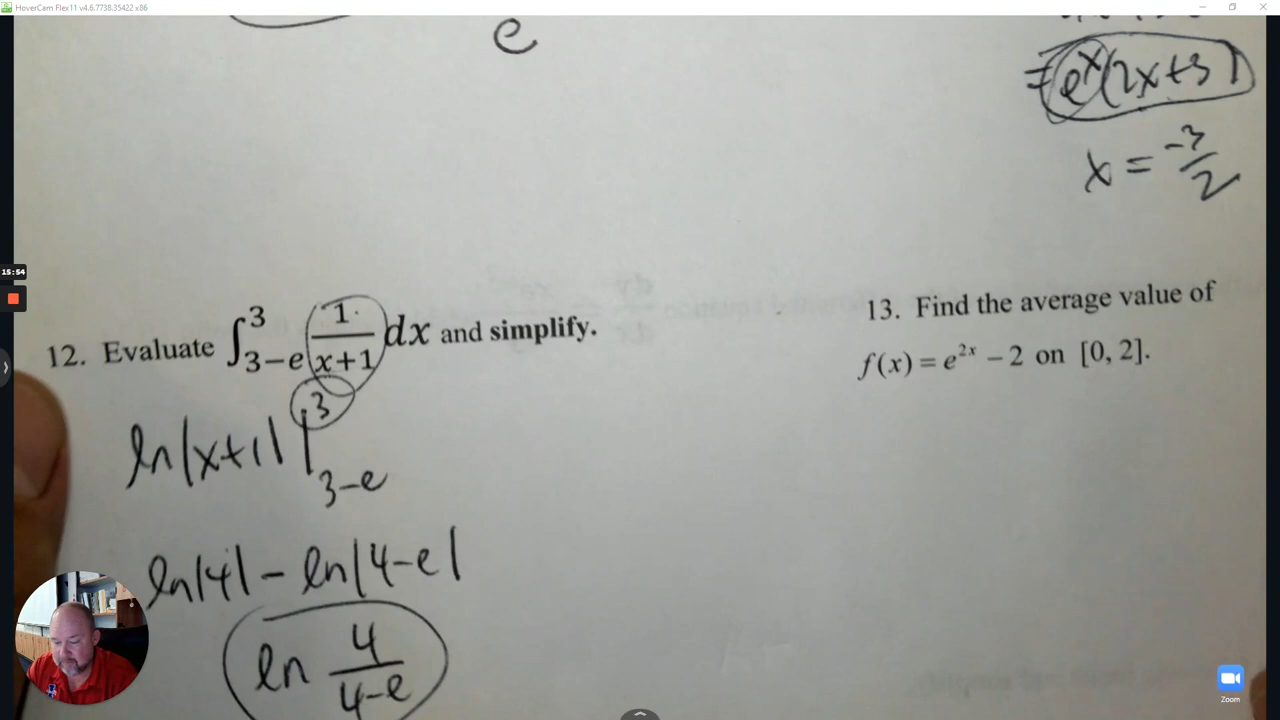 HoverCam Flex11 v4.6.7738.35422 x86
e
= e^x(2x+3)
x = -3/2
15:54
12. Evaluate ∫_{3-e}^{3} 1/(x+1) dx and simplify.
ln|x+1| |_{3-e}^{3}
ln|4| - ln|4-e|
ln 4/(4-e)
13. Find the average value of
f(x) = e^{2x} - 2 on [0, 2].
Zoom